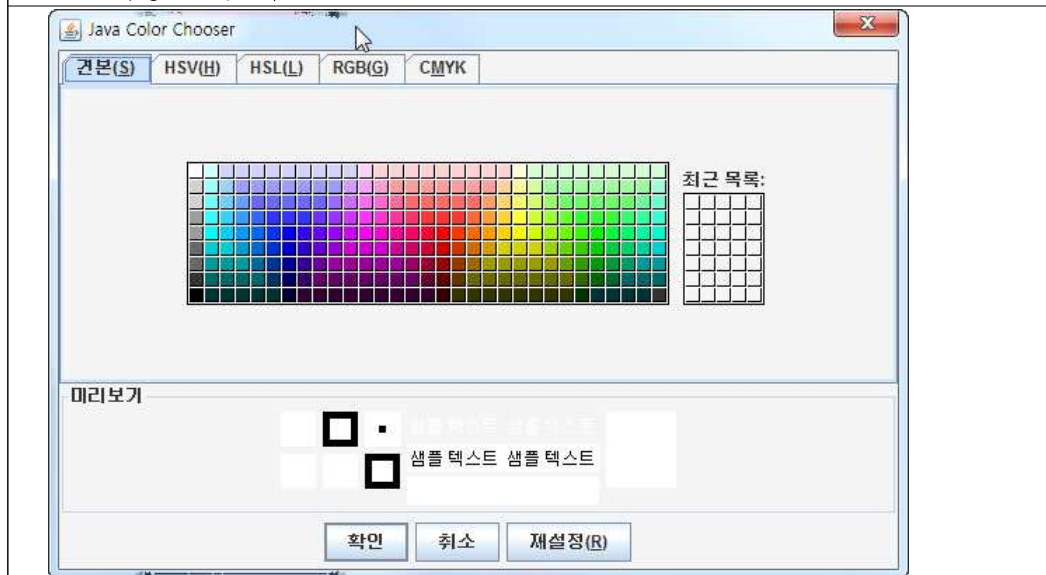 Java Color Chooser
견본(S) HSV(H) HSL(L) RGB(G) CMYK
최근 목록:
미리보기
샘플 텍스트 샘플 텍스트
샘플 텍스트 샘플 텍스트
확인 취소 재설정(R)